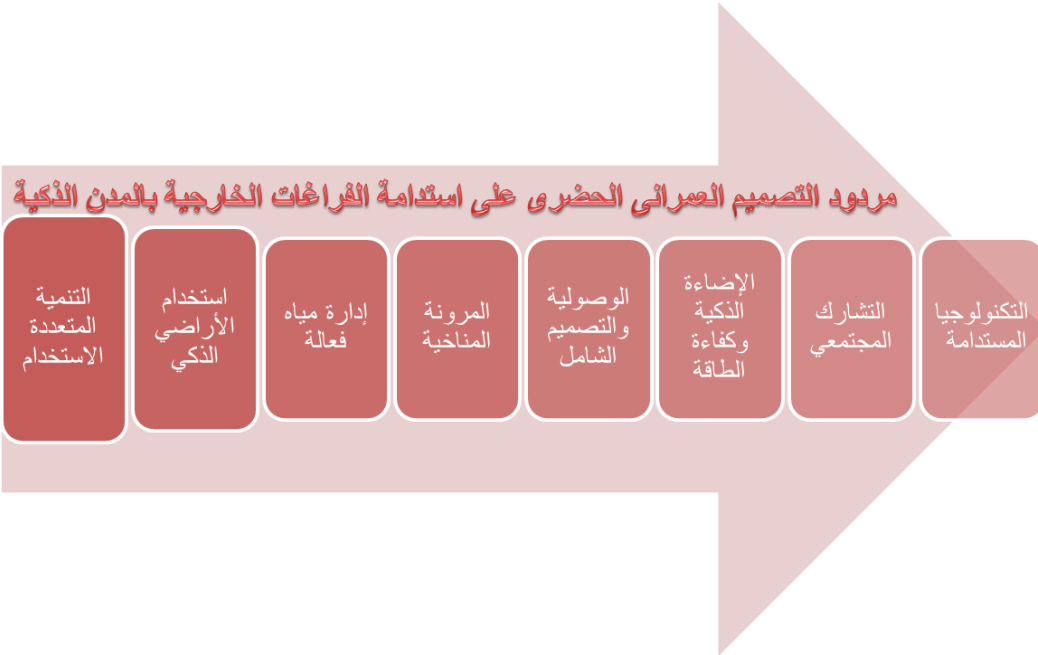 مردود التصميم العمرانى الحضرى على استدامة الفراغات الخارجية بالمدن الذكية
التكنولوجيا
المستدامة
التشارك
المجتمعي
الإضاءة
الذكية
وكفاءة
الطاقة
الوصولية
والتصميم
الشامل
المرونة
المناخية
إدارة مياه
فعالة
استخدام
الأراضي
الذكي
التنمية
المتعددة
الاستخدام